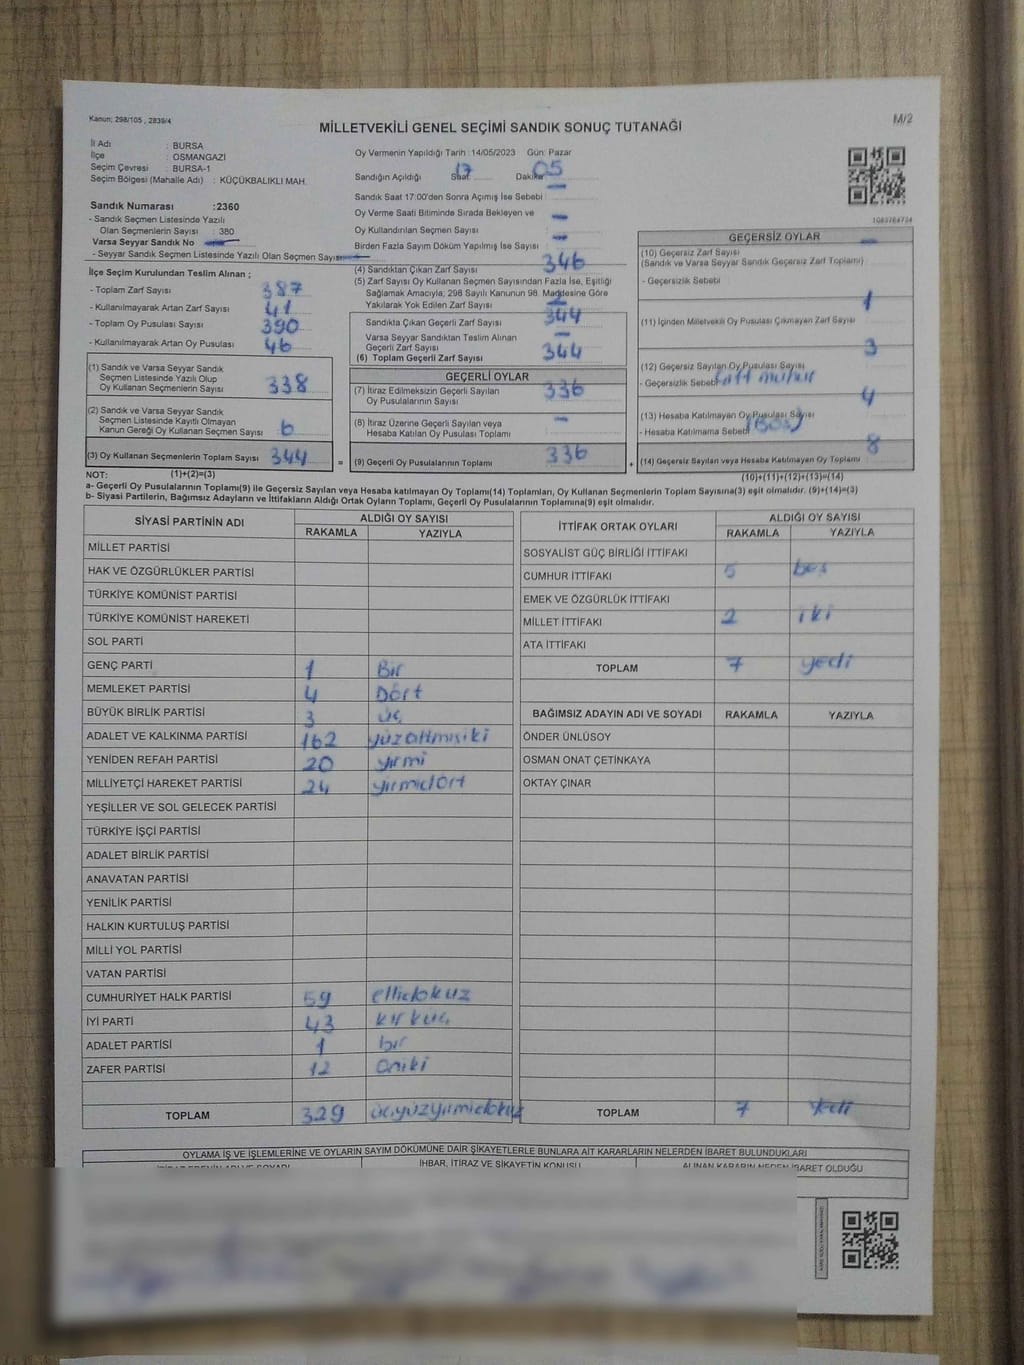 Kanun: 298/105 , 2839/4
M/2
MİLLETVEKİLİ GENEL SEÇİMİ SANDIK SONUÇ TUTANAĞI
İl Adı : BURSA
İlçe : OSMANGAZİ
Seçim Çevresi : BURSA-1
Seçim Bölgesi (Mahalle Adı) : KÜÇÜKBALIKLI MAH.
Sandık Numarası :2360
- Sandık Seçmen Listesinde Yazılı
Olan Seçmenlerin Sayısı : 380
Varsa Seyyar Sandık No —
- Seyyar Sandık Seçmen Listesinde Yazılı Olan Seçmen Sayısı —
İlçe Seçim Kurulundan Teslim Alınan ;
- Toplam Zarf Sayısı 387
- Kullanılmayarak Artan Zarf Sayısı 41
- Toplam Oy Pusulası Sayısı 390
- Kullanılmayarak Artan Oy Pusulası 46
(1) Sandık ve Varsa Seyyar Sandık
Seçmen Listesinde Yazılı Olup
Oy Kullanan Seçmenlerin Sayısı 338
(2) Sandık ve Varsa Seyyar Sandık
Seçmen Listesinde Kayıtlı Olmayan
Kanun Gereği Oy Kullanan Seçmen Sayısı 6
(3) Oy Kullanan Seçmenlerin Toplam Sayısı 344
Oy Vermenin Yapıldığı Tarih :14/05/2023 Gün: Pazar
Sandığın Açıldığı Saat 17 Dakika 05
Sandık Saat 17:00'den Sonra Açımış İse Sebebi —
Oy Verme Saati Bitiminde Sırada Bekleyen ve
Oy Kullandırılan Seçmen Sayısı —
Birden Fazla Sayım Döküm Yapılmış İse Sayısı —
(4) Sandıktan Çıkan Zarf Sayısı 346
(5) Zarf Sayısı Oy Kullanan Seçmen Sayısından Fazla İse, Eşitliği
Sağlamak Amacıyla; 298 Sayılı Kanunun 98. Maddesine Göre
Yakılarak Yok Edilen Zarf Sayısı 2
Sandıkta Çıkan Geçerli Zarf Sayısı 344
Varsa Seyyar Sandıktan Teslim Alınan
Geçerli Zarf Sayısı —
(6) Toplam Geçerli Zarf Sayısı 344
GEÇERLİ OYLAR
(7) İtiraz Edilmeksizin Geçerli Sayılan
Oy Pusulalarının Sayısı 336
(8) İtiraz Üzerine Geçerli Sayılan veya
Hesaba Katılan Oy Pusulası Toplamı —
= (9) Geçerli Oy Pusulalarının Toplamı 336
1083764724
GEÇERSİZ OYLAR
(10) Geçersiz Zarf Sayısı —
(Sandık ve Varsa Seyyar Sandık Geçersiz Zarf Toplamı)
- Geçersizlik Sebebi
(11) İçinden Milletvekili Oy Pusulası Çıkmayan Zarf Sayısı 1
(12) Geçersiz Sayılan Oy Pusulası Sayısı 3
- Geçersizlik Sebebi çift mühür
(13) Hesaba Katılmayan Oy Pusulası Sayısı 4
- Hesaba Katılmama Sebebi (BOŞ)
+ (14) Geçersiz Sayılan veya Hesaba Katılmayan Oy Toplamı 8
NOT: (1)+(2)=(3) (10)+(11)+(12)+(13)=(14)
a- Geçerli Oy Pusulalarının Toplamı(9) ile Geçersiz Sayılan veya Hesaba katılmayan Oy Toplamı(14) Toplamları, Oy Kullanan Seçmenlerin Toplam Sayısına(3) eşit olmalıdır. (9)+(14)=(3)
b- Siyasi Partilerin, Bağımsız Adayların ve İttifakların Aldığı Ortak Oyların Toplamı, Geçerli Oy Pusulalarının Toplamına(9) eşit olmalıdır.
SİYASİ PARTİNİN ADI ALDIĞI OY SAYISI
RAKAMLA YAZIYLA
MİLLET PARTİSİ
HAK VE ÖZGÜRLÜKLER PARTİSİ
TÜRKİYE KOMÜNİST PARTİSİ
TÜRKİYE KOMÜNİST HAREKETİ
SOL PARTİ
GENÇ PARTİ 1 Bir
MEMLEKET PARTİSİ 4 Dört
BÜYÜK BİRLİK PARTİSİ 3 üç
ADALET VE KALKINMA PARTİSİ 162 yüzaltmışiki
YENİDEN REFAH PARTİSİ 20 yirmi
MİLLİYETÇİ HAREKET PARTİSİ 24 yirmidört
YEŞİLLER VE SOL GELECEK PARTİSİ
TÜRKİYE İŞÇİ PARTİSİ
ADALET BİRLİK PARTİSİ
ANAVATAN PARTİSİ
YENİLİK PARTİSİ
HALKIN KURTULUŞ PARTİSİ
MİLLİ YOL PARTİSİ
VATAN PARTİSİ
CUMHURİYET HALK PARTİSİ 59 ellidokuz
İYİ PARTİ 43 kırküç
ADALET PARTİSİ 1 bir
ZAFER PARTİSİ 12 oniki
TOPLAM 329 üçyüzyirmidokuz
İTTİFAK ORTAK OYLARI ALDIĞI OY SAYISI
RAKAMLA YAZIYLA
SOSYALİST GÜÇ BİRLİĞİ İTTİFAKI
CUMHUR İTTİFAKI 5 beş
EMEK VE ÖZGÜRLÜK İTTİFAKI
MİLLET İTTİFAKI 2 iki
ATA İTTİFAKI
TOPLAM 7 yedi
BAĞIMSIZ ADAYIN ADI VE SOYADI RAKAMLA YAZIYLA
ÖNDER ÜNLÜSOY
OSMAN ONAT ÇETİNKAYA
OKTAY ÇINAR
TOPLAM 7 yedi
OYLAMA İŞ VE İŞLEMLERİNE VE OYLARIN SAYIM DÖKÜMÜNE DAİR ŞİKAYETLERLE BUNLARA AİT KARARLARIN NELERDEN İBARET BULUNDUKLARI
İHBAR, İTİRAZ VE ŞİKAYETİN KONUSU ALINAN KARARIN NEDEN İBARET OLDUĞU